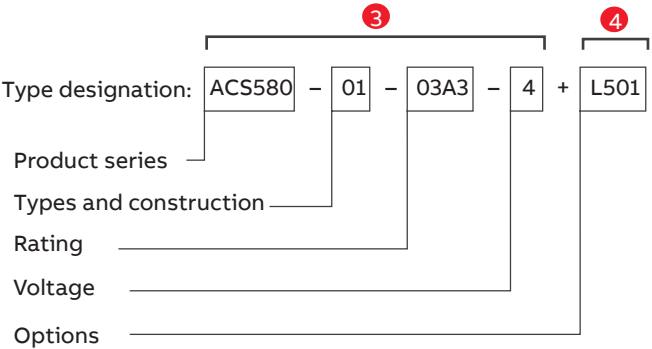 3 4
Type designation: ACS580 – 01 – 03A3 – 4 + L501
Product series
Types and construction
Rating
Voltage
Options